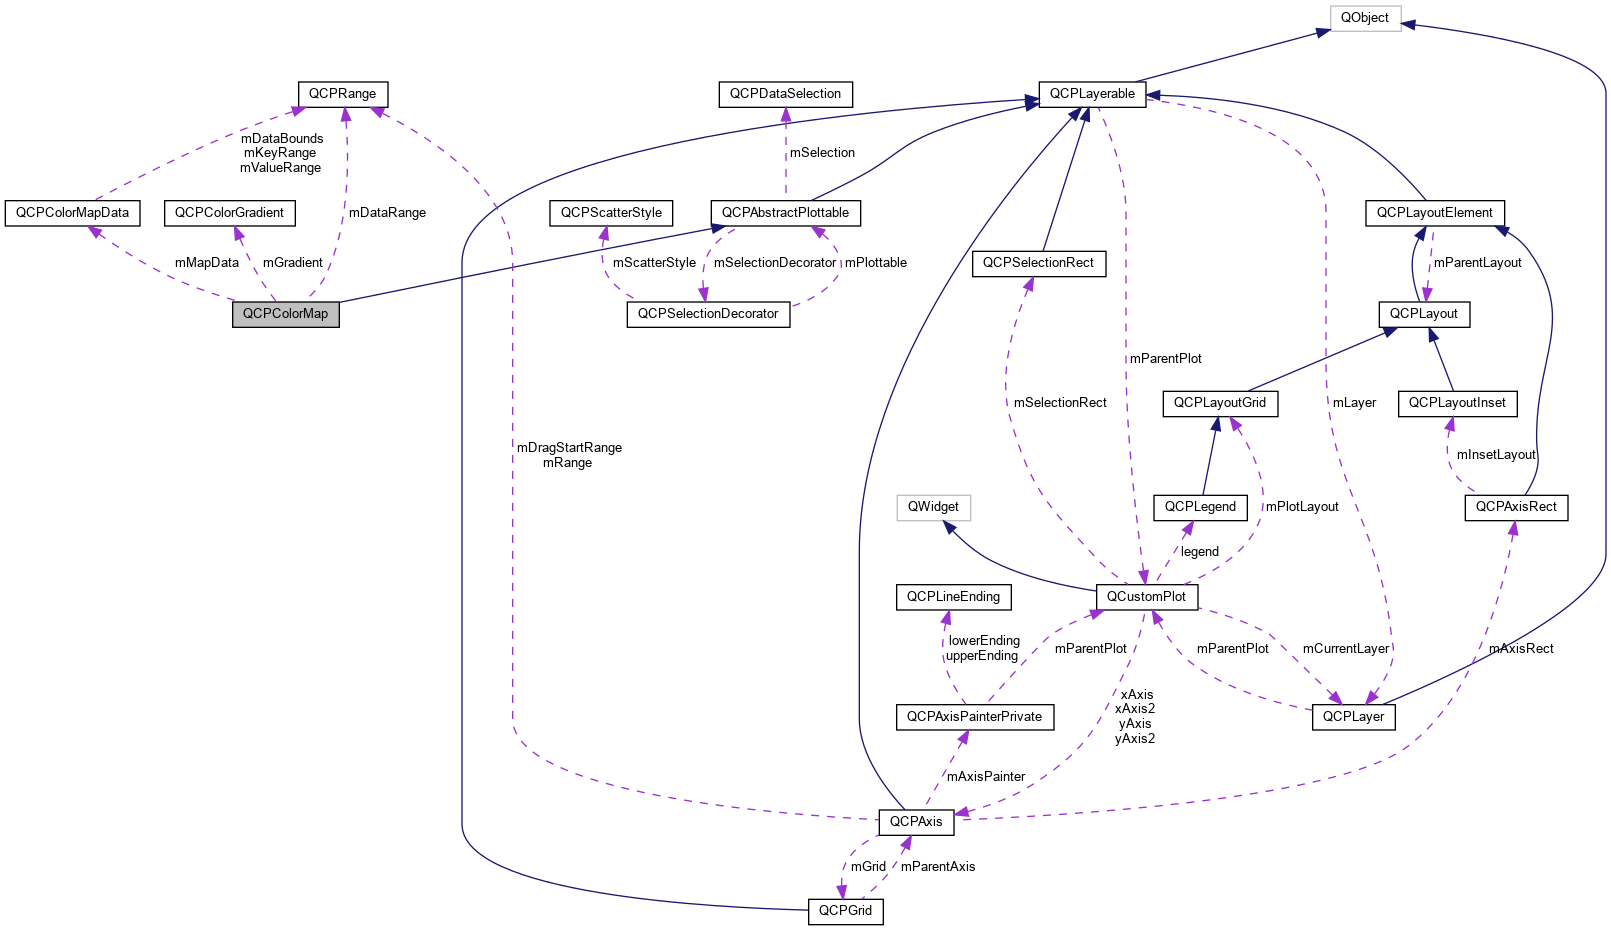 QObject
QCPRange
QCPDataSelection
QCPLayerable
mDataBounds
mKeyRange
mValueRange
mSelection
QCPColorMapData
QCPColorGradient
mDataRange
QCPScatterStyle
QCPAbstractPlottable
QCPLayoutElement
mMapData
mGradient
mScatterStyle
mSelectionDecorator
mPlottable
QCPSelectionRect
mParentLayout
QCPColorMap
QCPSelectionDecorator
QCPLayout
mParentPlot
mSelectionRect
QCPLayoutGrid
mLayer
QCPLayoutInset
mDragStartRange
mRange
mInsetLayout
QWidget
QCPLegend
mPlotLayout
QCPAxisRect
legend
QCPLineEnding
QCustomPlot
lowerEnding
upperEnding
mParentPlot
mParentPlot
mCurrentLayer
mAxisRect
xAxis
xAxis2
yAxis
yAxis2
QCPAxisPainterPrivate
QCPLayer
mAxisPainter
QCPAxis
mGrid
mParentAxis
QCPGrid